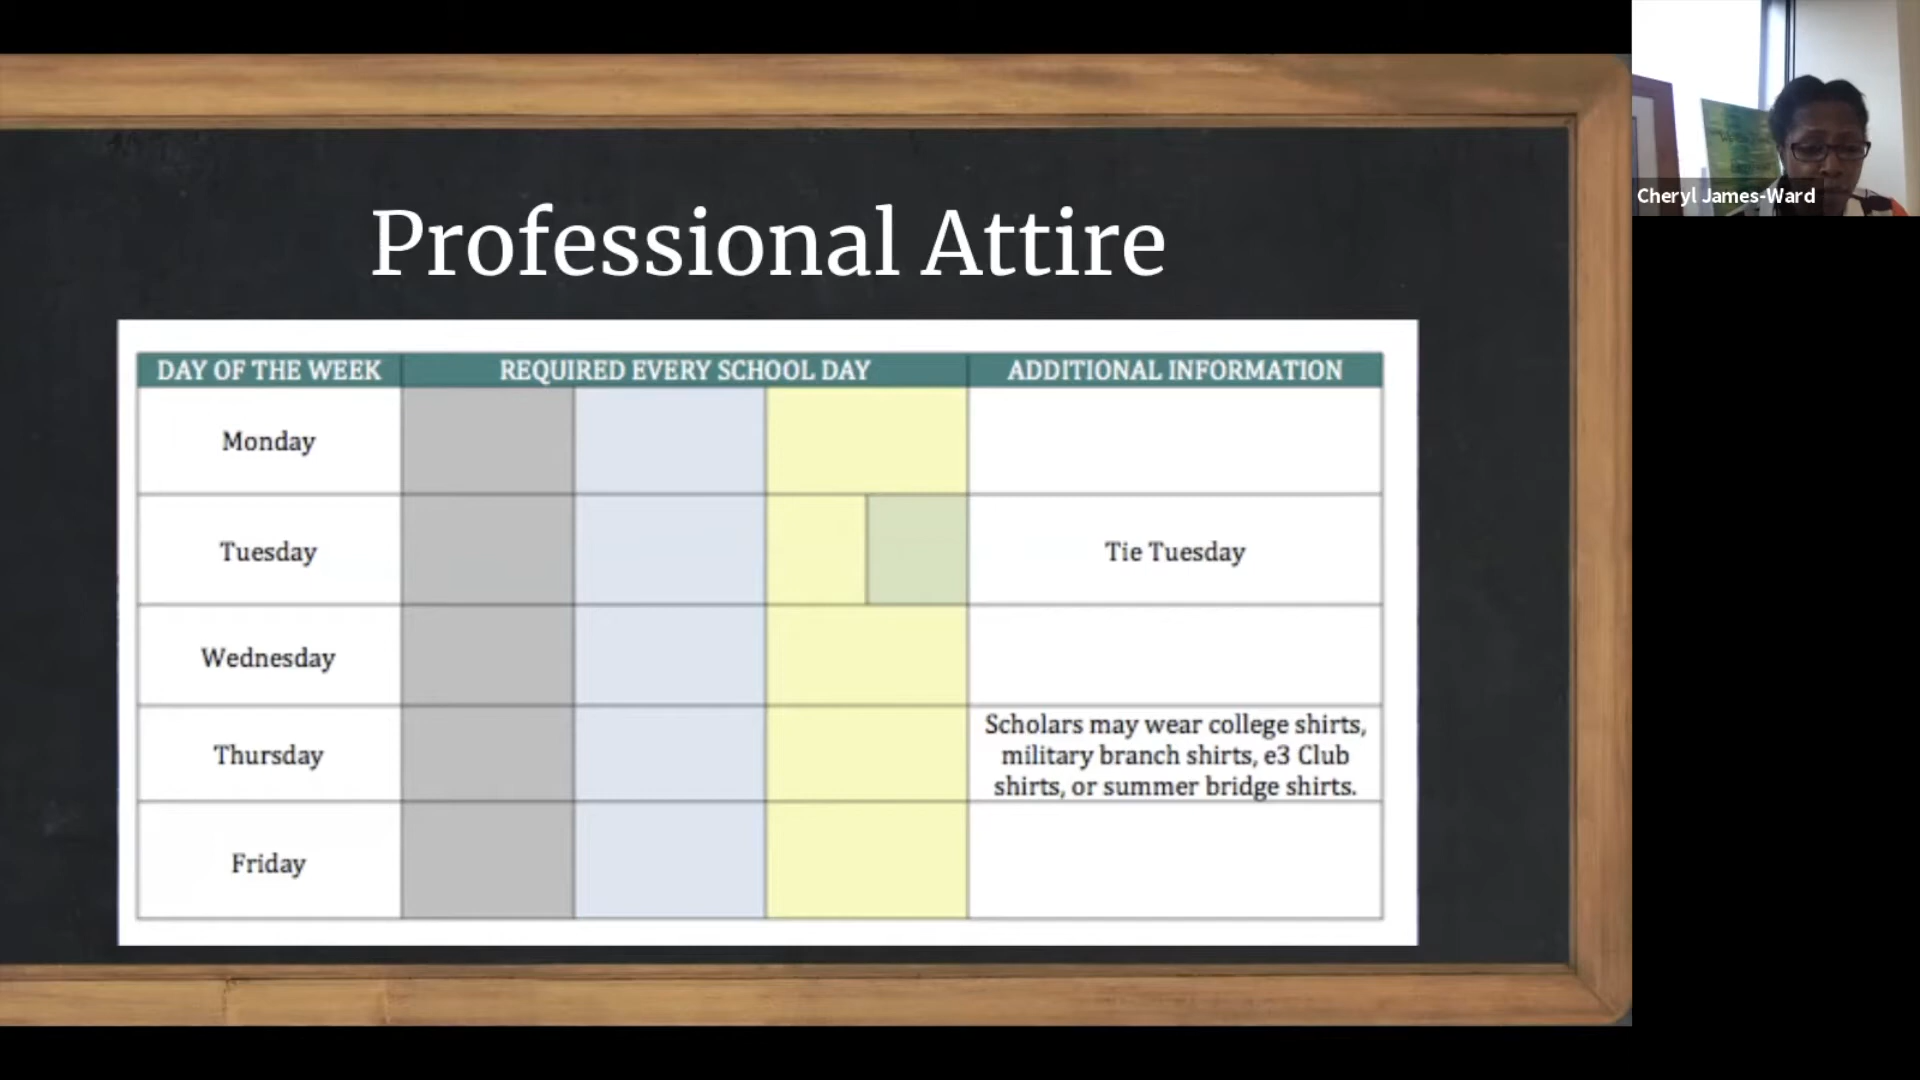 Cheryl James-Ward
Professional Attire
DAY OF THE WEEK REQUIRED EVERY SCHOOL DAY ADDITIONAL INFORMATION
Monday
Tuesday Tie Tuesday
Wednesday
Thursday
Scholars may wear college shirts,
military branch shirts, e3 Club
shirts, or summer bridge shirts.
Friday